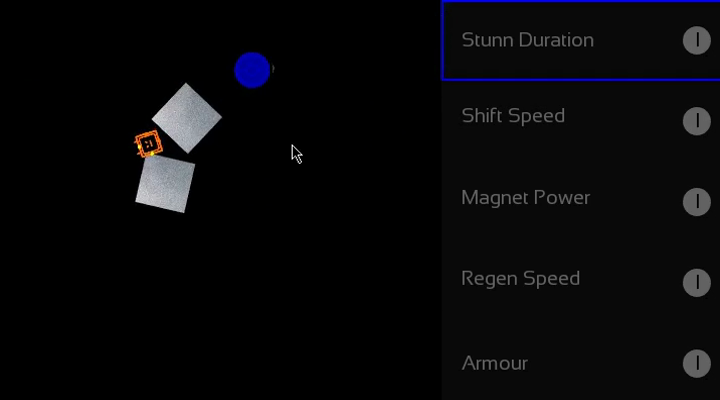 Stunn Duration
I
Shift Speed
I
Magnet Power
I
Regen Speed
I
Armour
I